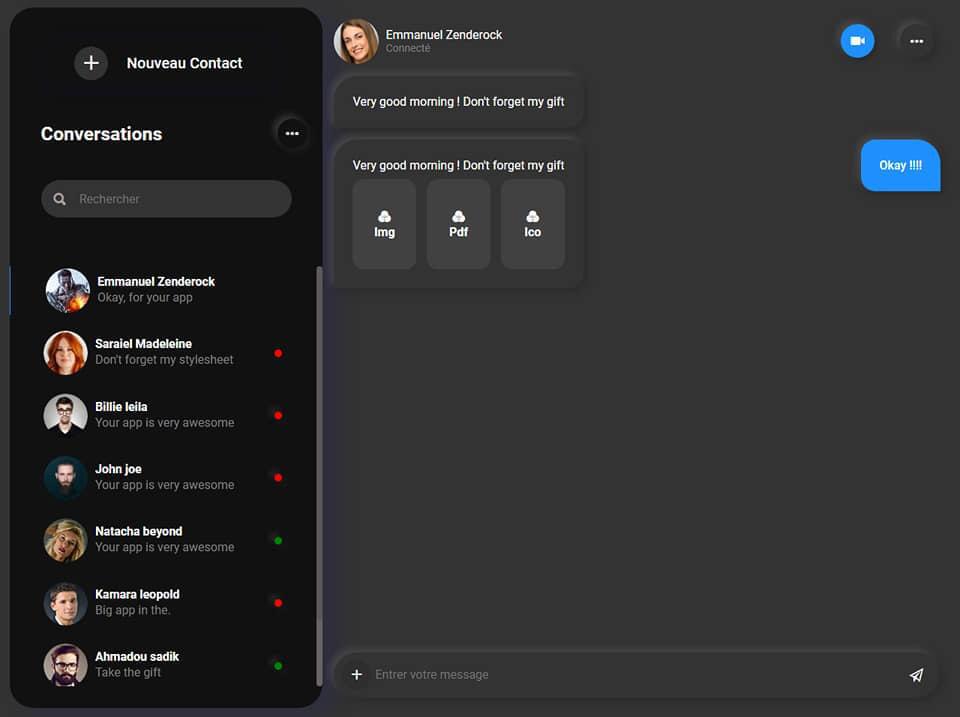 Nouveau Contact
Conversations
Rechercher
Emmanuel Zenderock
Okay, for your app
Saraiel Madeleine
Don't forget my stylesheet
Billie leila
Your app is very awesome
John joe
Your app is very awesome
Natacha beyond
Your app is very awesome
Kamara leopold
Big app in the.
Ahmadou sadik
Take the gift
Emmanuel Zenderock
Connecté
Very good morning ! Don't forget my gift
Okay !!!!
Very good morning ! Don't forget my gift
Img
Pdf
Ico
Entrer votre message